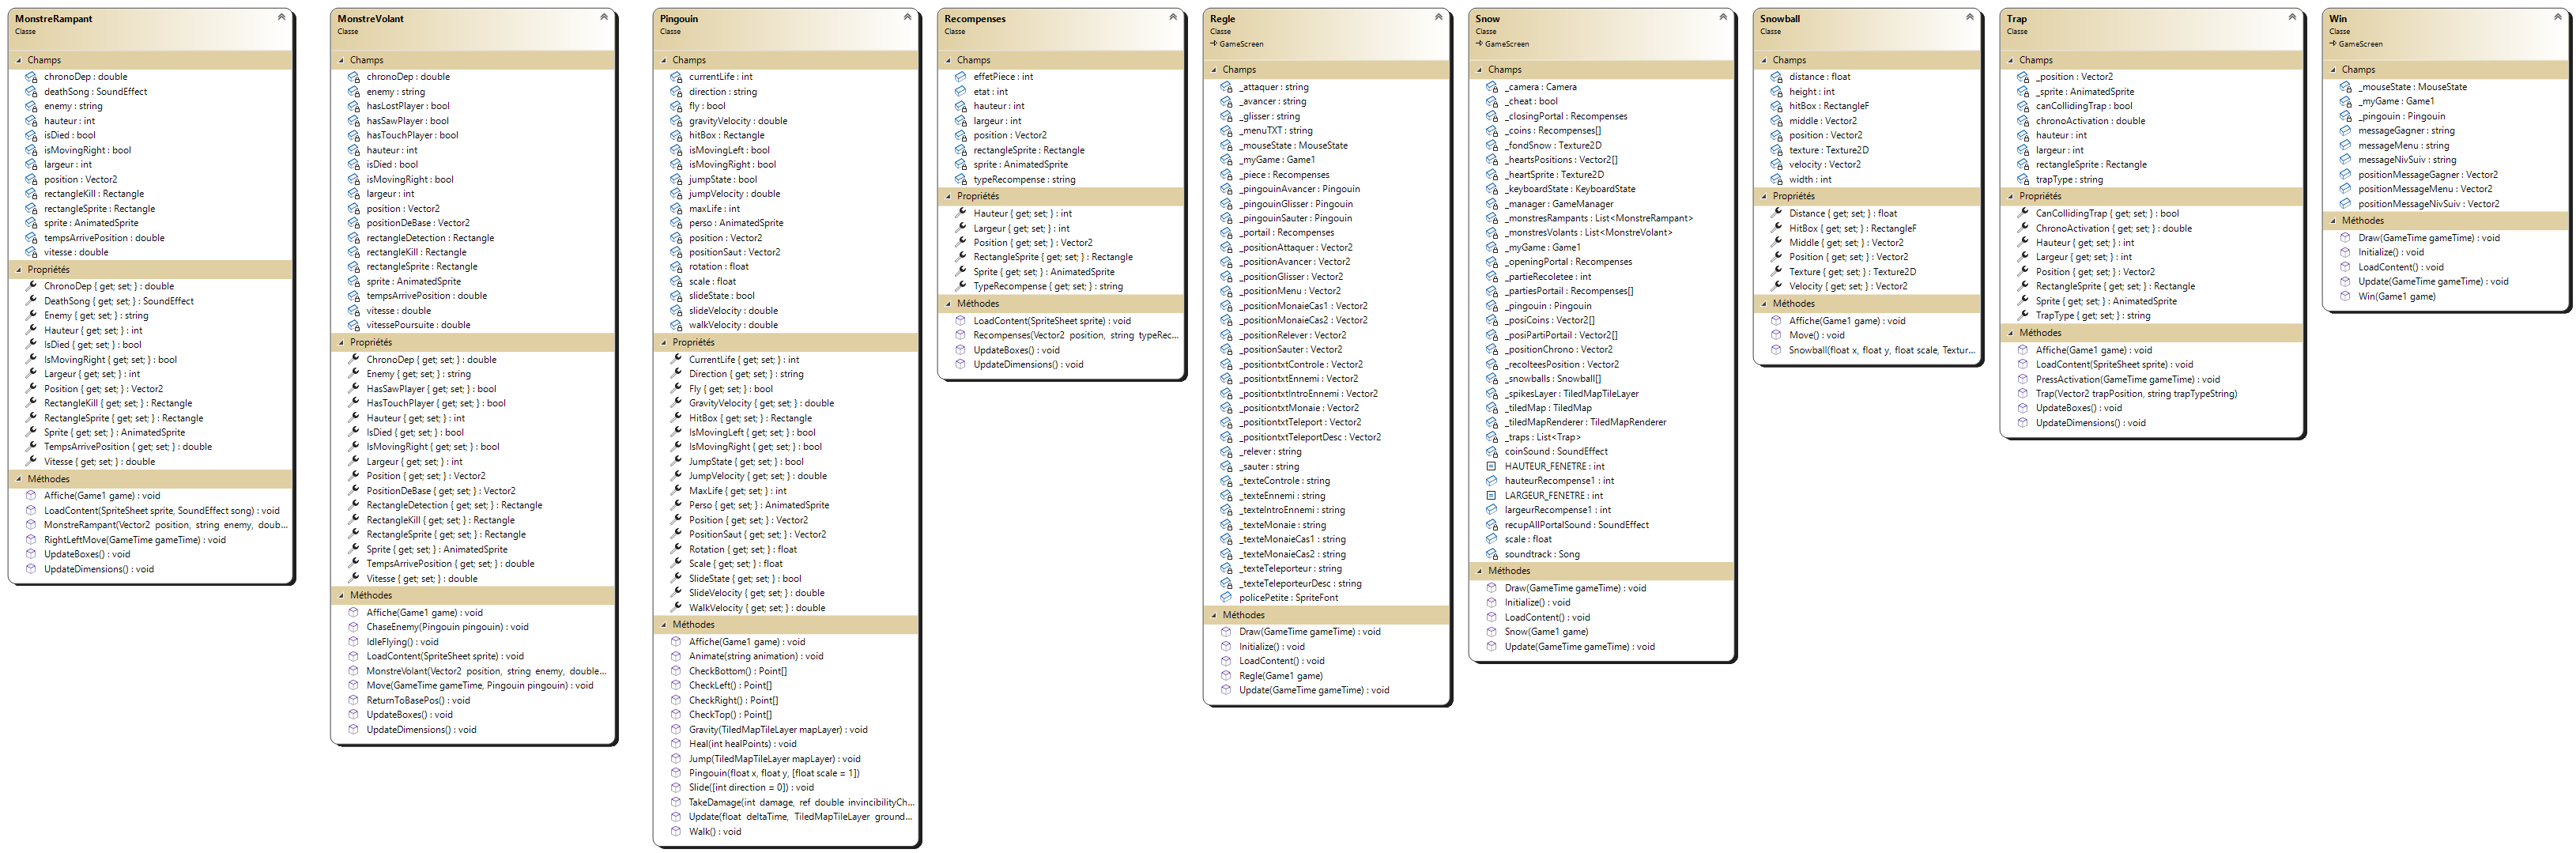 MonstreRampant
Classe
Champs
chronoDep : double
deathSong : SoundEffect
enemy : string
hauteur : int
isDied : bool
isMovingRight : bool
largeur : int
position : Vector2
rectangleKill : Rectangle
rectangleSprite : Rectangle
sprite : AnimatedSprite
tempsArrivePosition : double
vitesse : double
Propriétés
ChronoDep { get; set; } : double
DeathSong { get; set; } : SoundEffect
Enemy { get; set; } : string
Hauteur { get; set; } : int
IsDied { get; set; } : bool
IsMovingRight { get; set; } : bool
Largeur { get; set; } : int
Position { get; set; } : Vector2
RectangleKill { get; set; } : Rectangle
RectangleSprite { get; set; } : Rectangle
Sprite { get; set; } : AnimatedSprite
TempsArrivePosition { get; set; } : double
Vitesse { get; set; } : double
Méthodes
Affiche(Game1 game) : void
LoadContent(SpriteSheet sprite, SoundEffect song) : void
MonstreRampant(Vector2 position, string enemy, doub...
RightLeftMove(GameTime gameTime) : void
UpdateBoxes() : void
UpdateDimensions() : void
MonstreVolant
Classe
Champs
chronoDep : double
enemy : string
hasLostPlayer : bool
hasSawPlayer : bool
hasTouchPlayer : bool
hauteur : int
isDied : bool
isMovingRight : bool
largeur : int
position : Vector2
positionDeBase : Vector2
rectangleDetection : Rectangle
rectangleKill : Rectangle
rectangleSprite : Rectangle
sprite : AnimatedSprite
tempsArrivePosition : double
vitesse : double
vitessePoursuite : double
Propriétés
ChronoDep { get; set; } : double
Enemy { get; set; } : string
HasSawPlayer { get; set; } : bool
HasTouchPlayer { get; set; } : bool
Hauteur { get; set; } : int
IsDied { get; set; } : bool
IsMovingRight { get; set; } : bool
Largeur { get; set; } : int
Position { get; set; } : Vector2
PositionDeBase { get; set; } : Vector2
RectangleDetection { get; set; } : Rectangle
RectangleKill { get; set; } : Rectangle
RectangleSprite { get; set; } : Rectangle
Sprite { get; set; } : AnimatedSprite
TempsArrivePosition { get; set; } : double
Vitesse { get; set; } : double
Méthodes
Affiche(Game1 game) : void
ChaseEnemy(Pingouin pingouin) : void
IdleFlying() : void
LoadContent(SpriteSheet sprite) : void
MonstreVolant(Vector2 position, string enemy, double...
Move(GameTime gameTime, Pingouin pingouin) : void
ReturnToBasePos() : void
UpdateBoxes() : void
UpdateDimensions() : void
Pingouin
Classe
Champs
currentLife : int
direction : string
fly : bool
gravityVelocity : double
hitBox : Rectangle
isMovingLeft : bool
isMovingRight : bool
jumpState : bool
jumpVelocity : double
maxLife : int
perso : AnimatedSprite
position : Vector2
positionSaut : Vector2
rotation : float
scale : float
slideState : bool
slideVelocity : double
walkVelocity : double
Propriétés
CurrentLife { get; set; } : int
Direction { get; set; } : string
Fly { get; set; } : bool
GravityVelocity { get; set; } : double
HitBox { get; set; } : Rectangle
IsMovingLeft { get; set; } : bool
IsMovingRight { get; set; } : bool
JumpState { get; set; } : bool
JumpVelocity { get; set; } : double
MaxLife { get; set; } : int
Perso { get; set; } : AnimatedSprite
Position { get; set; } : Vector2
PositionSaut { get; set; } : Vector2
Rotation { get; set; } : float
Scale { get; set; } : float
SlideState { get; set; } : bool
SlideVelocity { get; set; } : double
WalkVelocity { get; set; } : double
Méthodes
Affiche(Game1 game) : void
Animate(string animation) : void
CheckBottom() : Point[]
CheckLeft() : Point[]
CheckRight() : Point[]
CheckTop() : Point[]
Gravity(TiledMapTileLayer mapLayer) : void
Heal(int healPoints) : void
Jump(TiledMapTileLayer mapLayer) : void
Pingouin(float x, float y, [float scale = 1])
Slide([int direction = 0]) : void
TakeDamage(int damage, ref double invincibilityCh...
Update(float deltaTime, TiledMapTileLayer ground...
Walk() : void
Recompenses
Classe
Champs
effetPiece : int
etat : int
hauteur : int
largeur : int
position : Vector2
rectangleSprite : Rectangle
sprite : AnimatedSprite
typeRecompense : string
Propriétés
Hauteur { get; set; } : int
Largeur { get; set; } : int
Position { get; set; } : Vector2
RectangleSprite { get; set; } : Rectangle
Sprite { get; set; } : AnimatedSprite
TypeRecompense { get; set; } : string
Méthodes
LoadContent(SpriteSheet sprite) : void
Recompenses(Vector2 position, string typeRec...
UpdateBoxes() : void
UpdateDimensions() : void
Regle
Classe
GameScreen
Champs
_attaquer : string
_avancer : string
_glisser : string
_menuTXT : string
_mouseState : MouseState
_myGame : Game1
_piece : Recompenses
_pingouinAvancer : Pingouin
_pingouinGlisser : Pingouin
_pingouinSauter : Pingouin
_portail : Recompenses
_positionAttaquer : Vector2
_positionAvancer : Vector2
_positionGlisser : Vector2
_positionMenu : Vector2
_positionMonaieCas1 : Vector2
_positionMonaieCas2 : Vector2
_positionRelever : Vector2
_positionSauter : Vector2
_positiontxtControle : Vector2
_positiontxtEnnemi : Vector2
_positiontxtIntroEnnemi : Vector2
_positiontxtMonaie : Vector2
_positiontxtTeleport : Vector2
_positiontxtTeleportDesc : Vector2
_relever : string
_sauter : string
_texteControle : string
_texteEnnemi : string
_texteIntroEnnemi : string
_texteMonaie : string
_texteMonaieCas1 : string
_texteMonaieCas2 : string
_texteTeleporteur : string
_texteTeleporteurDesc : string
policePetite : SpriteFont
Méthodes
Draw(GameTime gameTime) : void
Initialize() : void
LoadContent() : void
Regle(Game1 game)
Update(GameTime gameTime) : void
Snow
Classe
GameScreen
Champs
_camera : Camera
_cheat : bool
_closingPortal : Recompenses
_coins : Recompenses[]
_fondSnow : Texture2D
_heartsPositions : Vector2[]
_heartSprite : Texture2D
_keyboardState : KeyboardState
_manager : GameManager
_monstresRampants : List<MonstreRampant>
_monstresVolants : List<MonstreVolant>
_myGame : Game1
_openingPortal : Recompenses
_partieRecoletee : int
_partiesPortail : Recompenses[]
_pingouin : Pingouin
_posiCoins : Vector2[]
_posiPartiPortail : Vector2[]
_positionChrono : Vector2
_recolteesPosition : Vector2
_snowballs : Snowball[]
_spikesLayer : TiledMapTileLayer
_tiledMap : TiledMap
_tiledMapRenderer : TiledMapRenderer
_traps : List<Trap>
coinSound : SoundEffect
HAUTEUR_FENETRE : int
hauteurRecompense1 : int
LARGEUR_FENETRE : int
largeurRecompense1 : int
recupAllPortalSound : SoundEffect
scale : float
soundtrack : Song
Méthodes
Draw(GameTime gameTime) : void
Initialize() : void
LoadContent() : void
Snow(Game1 game)
Update(GameTime gameTime) : void
Snowball
Classe
Champs
distance : float
height : int
hitBox : RectangleF
middle : Vector2
position : Vector2
texture : Texture2D
velocity : Vector2
width : int
Propriétés
Distance { get; set; } : float
HitBox { get; set; } : RectangleF
Middle { get; set; } : Vector2
Position { get; set; } : Vector2
Texture { get; set; } : Texture2D
Velocity { get; set; } : Vector2
Méthodes
Affiche(Game1 game) : void
Move() : void
Snowball(float x, float y, float scale, Textur...
Trap
Classe
Champs
_position : Vector2
_sprite : AnimatedSprite
canCollidingTrap : bool
chronoActivation : double
hauteur : int
largeur : int
rectangleSprite : Rectangle
trapType : string
Propriétés
CanCollidingTrap { get; set; } : bool
ChronoActivation { get; set; } : double
Hauteur { get; set; } : int
Largeur { get; set; } : int
Position { get; set; } : Vector2
RectangleSprite { get; set; } : Rectangle
Sprite { get; set; } : AnimatedSprite
TrapType { get; set; } : string
Méthodes
Affiche(Game1 game) : void
LoadContent(SpriteSheet sprite) : void
PressActivation(GameTime gameTime) : void
Trap(Vector2 trapPosition, string trapTypeString)
UpdateBoxes() : void
UpdateDimensions() : void
Win
Classe
GameScreen
Champs
_mouseState : MouseState
_myGame : Game1
_pingouin : Pingouin
messageGagner : string
messageMenu : string
messageNivSuiv : string
positionMessageGagner : Vector2
positionMessageMenu : Vector2
positionMessageNivSuiv : Vector2
Méthodes
Draw(GameTime gameTime) : void
Initialize() : void
LoadContent() : void
Update(GameTime gameTime) : void
Win(Game1 game)